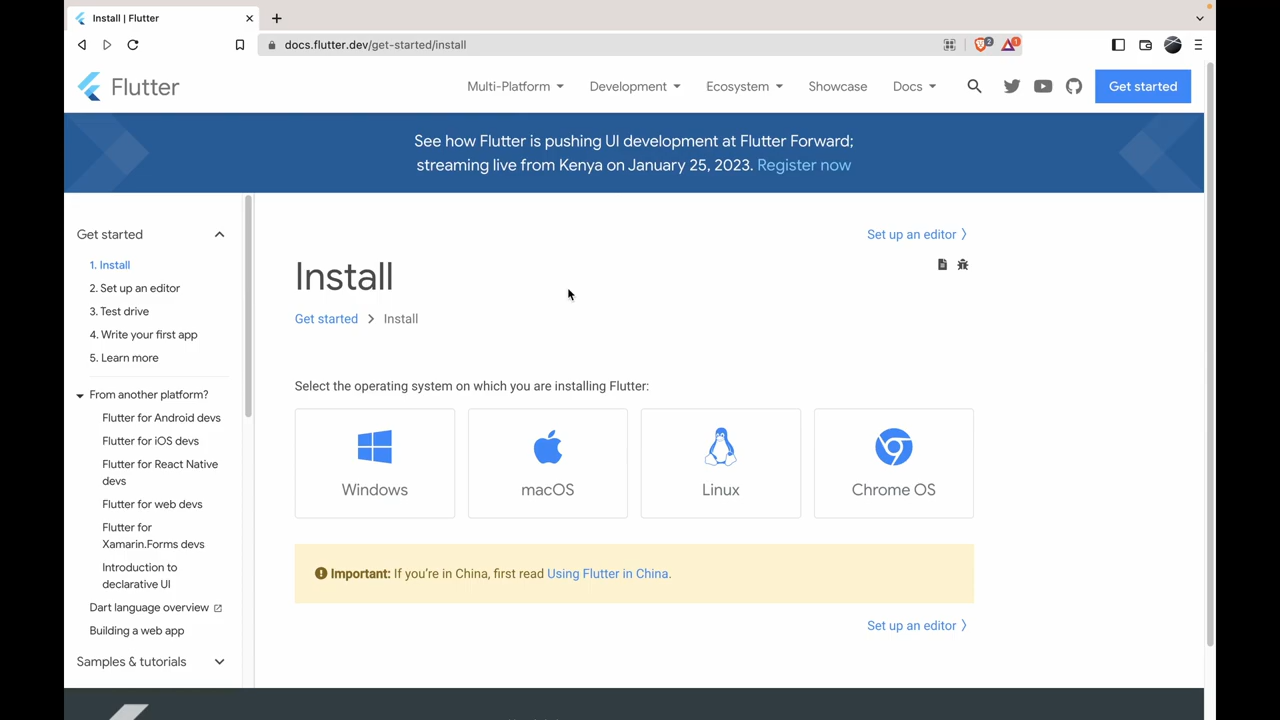 Install | Flutter
docs.flutter.dev/get-started/install
2
1
Flutter
Multi-Platform
Development
Ecosystem
Showcase
Docs
Get started
See how Flutter is pushing UI development at Flutter Forward;
streaming live from Kenya on January 25, 2023. Register now
Get started
1. Install
2. Set up an editor
3. Test drive
4. Write your first app
5. Learn more
From another platform?
Flutter for Android devs
Flutter for iOS devs
Flutter for React Native
devs
Flutter for web devs
Flutter for
Xamarin.Forms devs
Introduction to
declarative UI
Dart language overview
Building a web app
Samples & tutorials
Set up an editor
Install
Get started
Install
Select the operating system on which you are installing Flutter:
Windows
macOS
Linux
Chrome OS
Important: If you're in China, first read Using Flutter in China.
Set up an editor